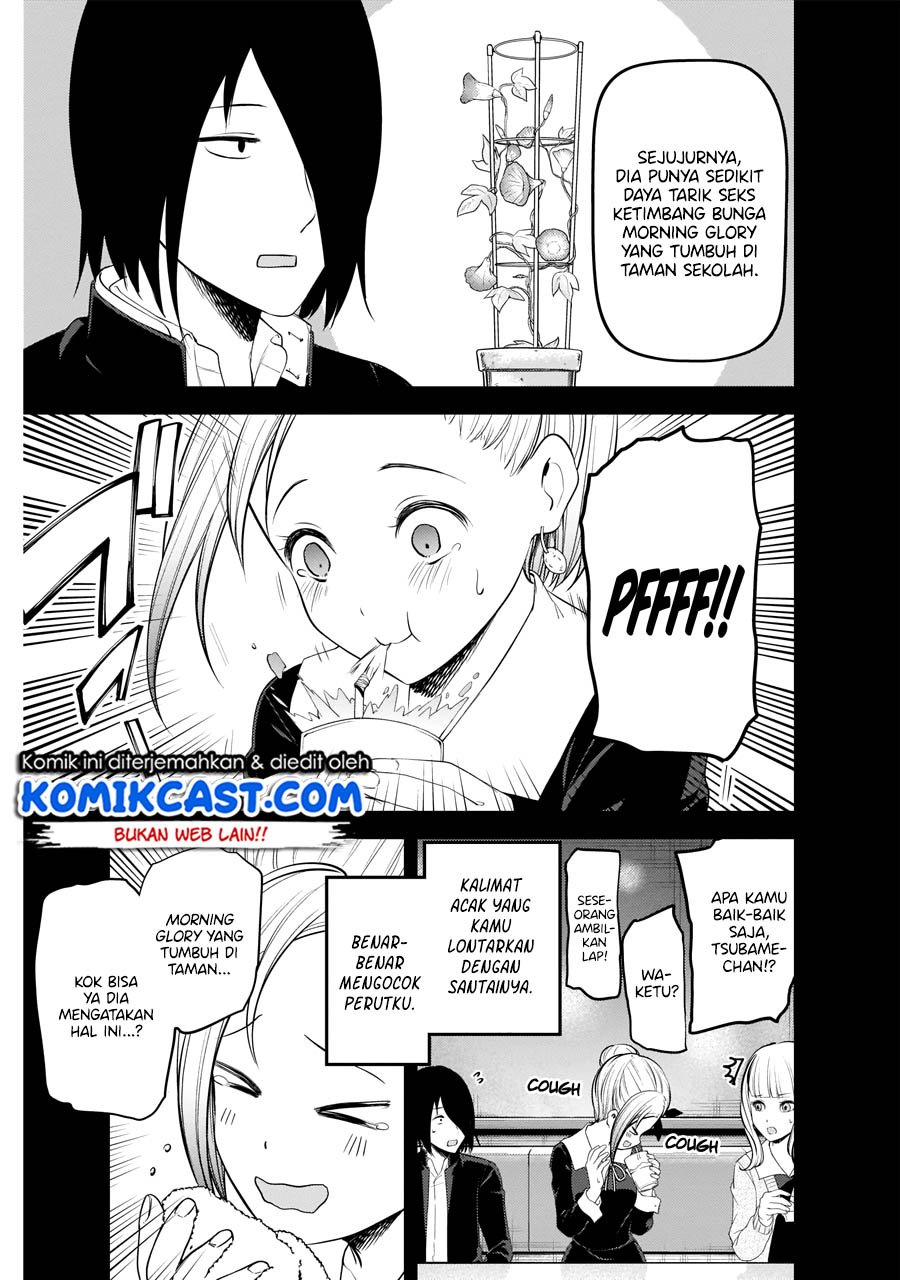 SEJUJURNYA,
DIA PUNYA SEDIKIT
DAYA TARIK SEKS
KETIMBANG BUNGA
MORNING GLORY
YANG TUMBUH DI
TAMAN SEKOLAH.
PFFFF!!
Komik ini diterjemahkan & diedit oleh
KOMIKCAST.COM
BUKAN WEB LAIN!!
APA KAMU
BAIK-BAIK
SAJA,
TSUBAME-
CHAN!?
WA-
KETU?
SESE-
ORANG
AMBIL-
KAN
LAP!
COUGH
COUGH
KALIMAT
ACAK YANG
KAMU
LONTARKAN
DENGAN
SANTAINYA.
BENAR-
BENAR
MENGOCOK
PERUTKU.
MORNING
GLORY YANG
TUMBUH DI
TAMAN...
KOK BISA
YA DIA
MENGATAKAN
HAL INI...?